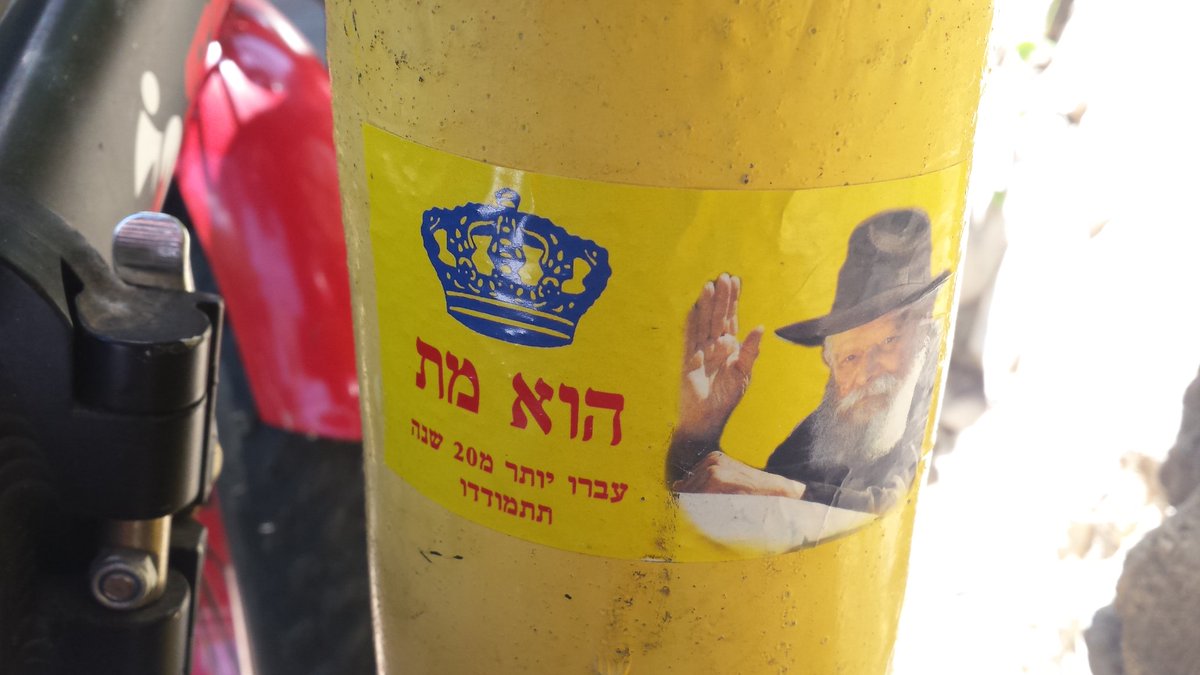 הוא מת
עברו יותר מ20 שנה
תתמודדו